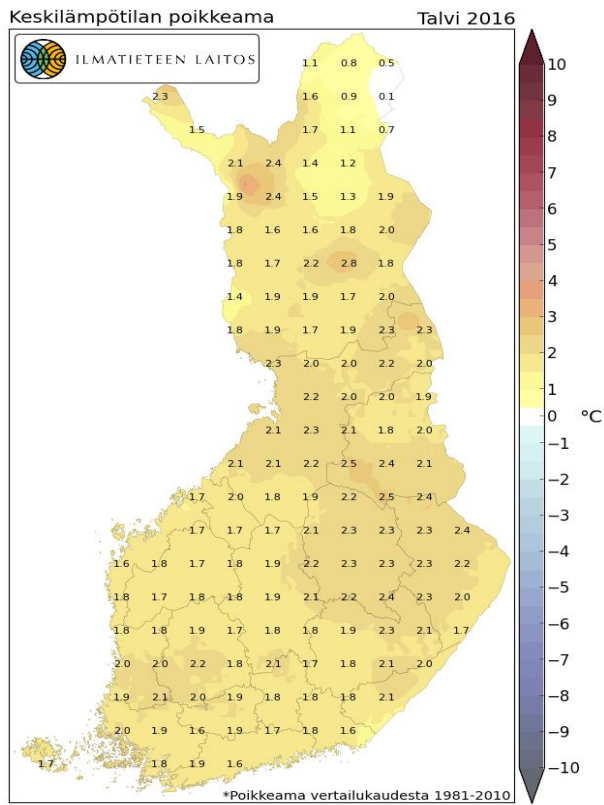 Keskilämpötilan poikkeama Talvi 2016
ILMATIETEEN LAITOS
1.1 0.8 0.5
2.3 1.6 0.9 0.1
1.5 1.7 1.1 0.7
2.1 2.4 1.4 1.2
1.9 2.4 1.5 1.3 1.9
1.8 1.6 1.6 1.8 2.0
1.8 1.7 2.2 2.8 1.8
1.4 1.9 1.9 1.7 2.0
1.8 1.9 1.7 1.9 2.3 2.3
2.3 2.0 2.0 2.2 2.0
2.2 2.0 2.0 1.9
2.1 2.3 2.1 1.8 2.0
2.1 2.1 2.2 2.5 2.4 2.1
1.7 2.0 1.8 1.9 2.2 2.5 2.4
1.7 1.7 1.7 2.1 2.3 2.3 2.3 2.4
1.6 1.8 1.7 1.8 1.9 2.2 2.3 2.3 2.3 2.2
1.8 1.7 1.8 1.8 1.9 2.1 2.2 2.4 2.3 2.0
1.8 1.8 1.9 1.7 1.8 1.8 1.9 2.3 2.1 1.7
2.0 2.0 2.2 1.8 2.1 1.7 1.8 2.1 2.0
1.9 2.1 2.0 1.9 1.8 1.8 1.8 2.1
2.0 1.9 1.6 1.9 1.7 1.8 1.6
1.7 1.8 1.9 1.6
*Poikkeama vertailukaudesta 1981-2010
10
9
8
7
6
5
4
3
2
1
0
−1
−2
−3
−4
−5
−6
−7
−8
−9
−10
°C